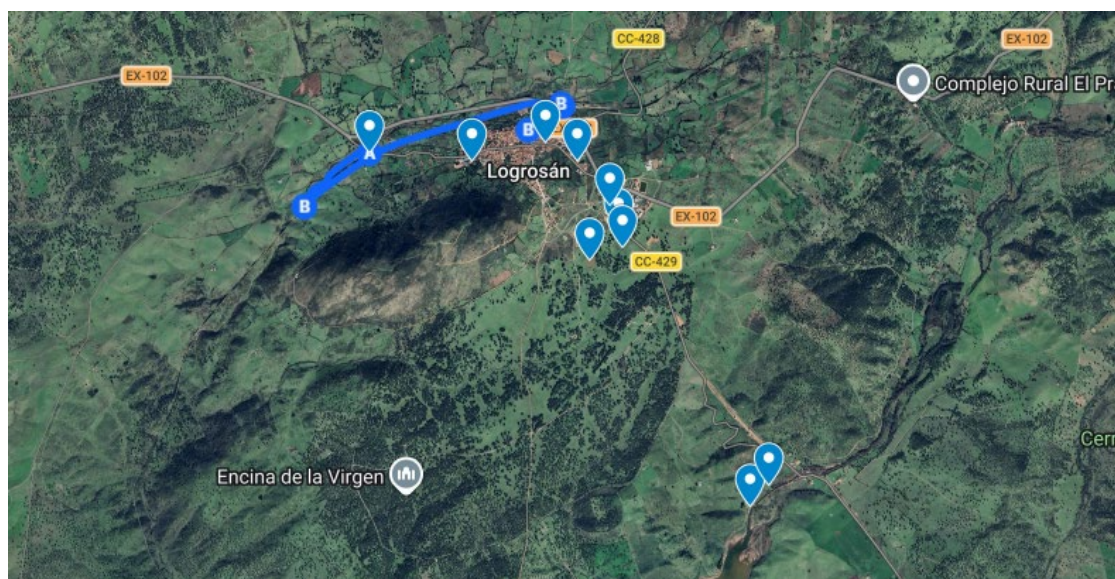 CC-428
EX-102
EX-102
Complejo Rural El Pra
B
B
A
Logrosán
B
EX-102
CC-429
Cerr
Encina de la Virgen